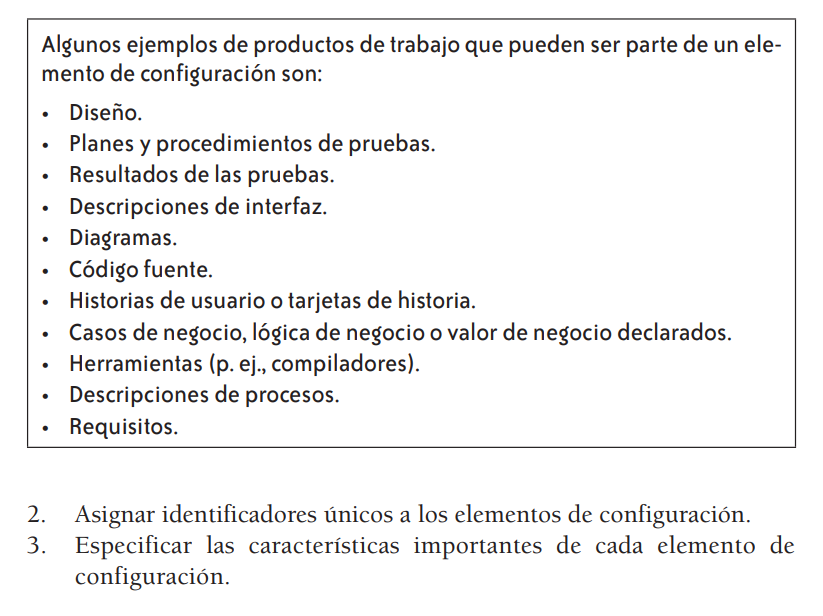 Algunos ejemplos de productos de trabajo que pueden ser parte de un ele-
mento de configuración son:
• Diseño.
• Planes y procedimientos de pruebas.
• Resultados de las pruebas.
• Descripciones de interfaz.
• Diagramas.
• Código fuente.
• Historias de usuario o tarjetas de historia.
• Casos de negocio, lógica de negocio o valor de negocio declarados.
• Herramientas (p. ej., compiladores).
• Descripciones de procesos.
• Requisitos.
2. Asignar identificadores únicos a los elementos de configuración.
3. Especificar las características importantes de cada elemento de
configuración.